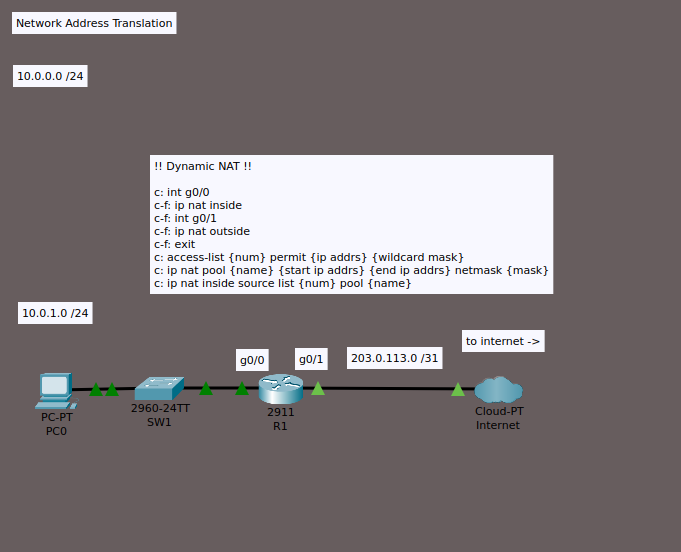 Network Address Translation
10.0.0.0 /24
!! Dynamic NAT !!
c: int g0/0
c-f: ip nat inside
c-f: int g0/1
c-f: ip nat outside
c-f: exit
c: access-list {num} permit {ip addrs} {wildcard mask}
c: ip nat pool {name} {start ip addrs} {end ip addrs} netmask {mask}
c: ip nat inside source list {num} pool {name}
10.0.1.0 /24
to internet ->
g0/0
g0/1
203.0.113.0 /31
PC-PT
PC0
2960-24TT
SW1
2911
R1
Cloud-PT
Internet